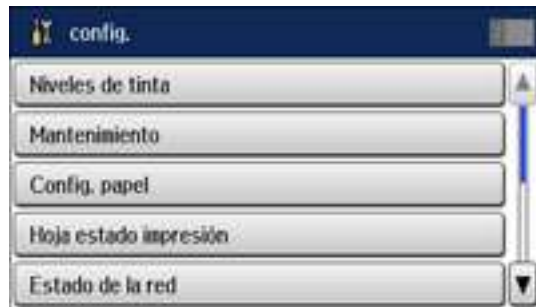 config.
Niveles de tinta
Mantenimiento
Config. papel
Hoja estado impresión
Estado de la red